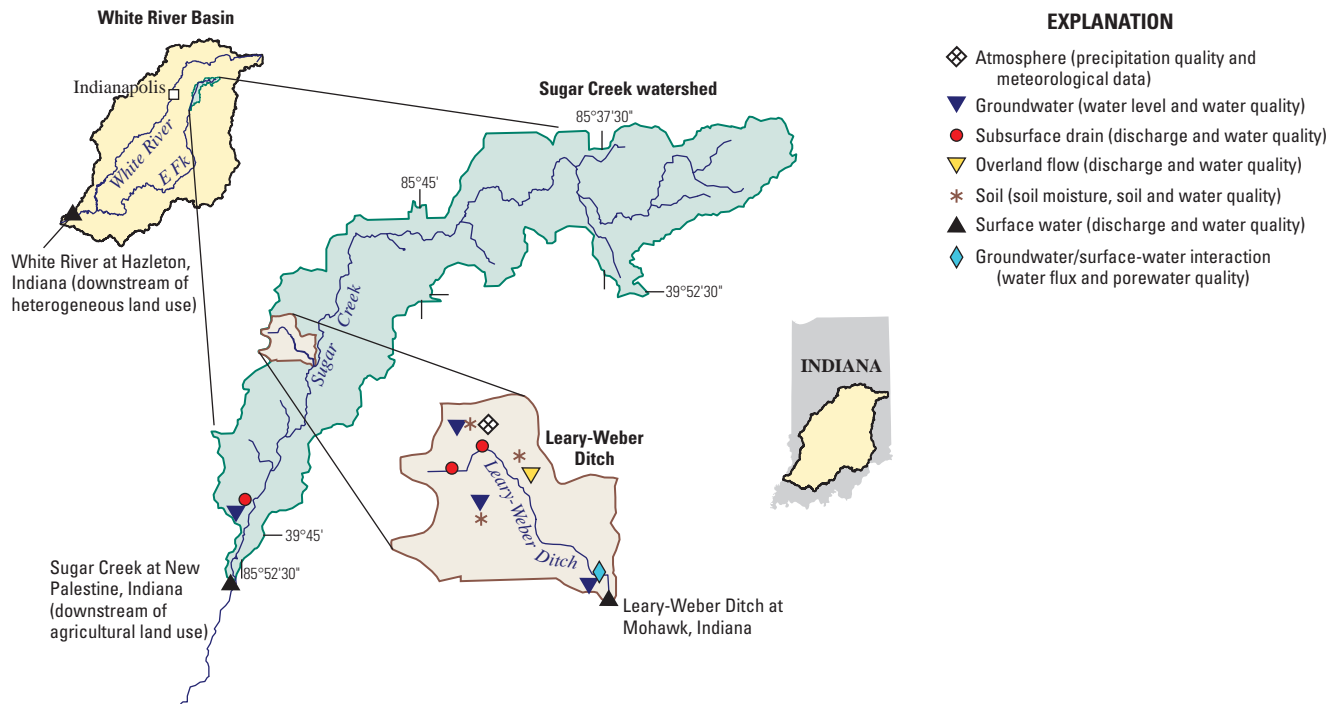 White River Basin
Indianapolis
White River
E Fk
White River at Hazleton,
Indiana (downstream of
heterogeneous land use)
Sugar Creek watershed
85°37'30"
85°45'
39°52'30"
Sugar Creek
39°45'
85°52'30"
Sugar Creek at New
Palestine, Indiana
(downstream of
agricultural land use)
Leary-Weber
Ditch
Leary-Weber Ditch
Leary-Weber Ditch at
Mohawk, Indiana
INDIANA
EXPLANATION
Atmosphere (precipitation quality and
meteorological data)
Groundwater (water level and water quality)
Subsurface drain (discharge and water quality)
Overland flow (discharge and water quality)
Soil (soil moisture, soil and water quality)
Surface water (discharge and water quality)
Groundwater/surface-water interaction
(water flux and porewater quality)